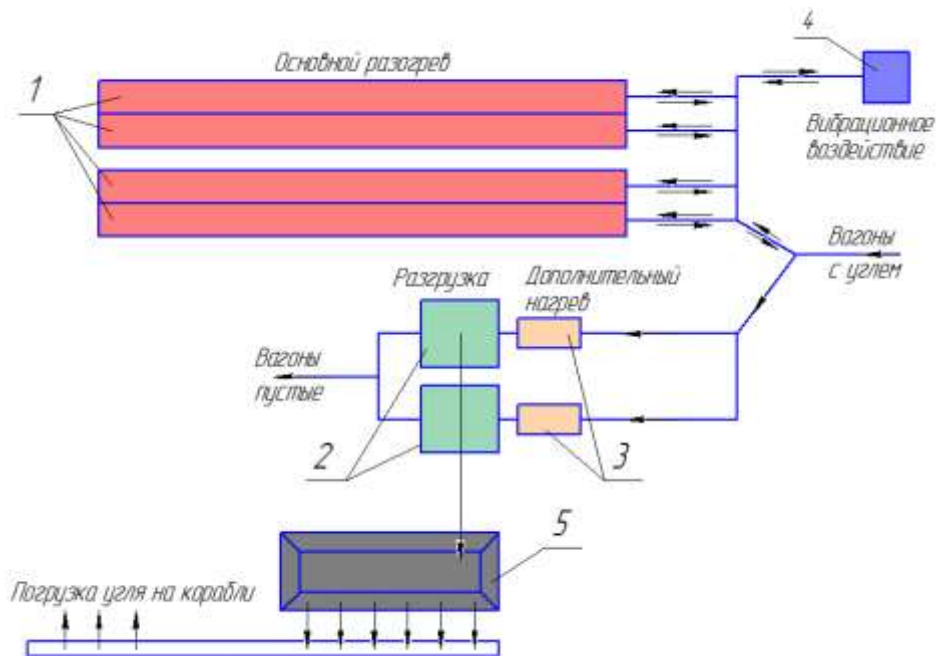 4
Основной разогрев
1
Вибрационное
воздействие
Вагоны
с углем
Разгрузка
Дополнительный
нагрев
Вагоны
пустые
2
3
5
Погрузка угля на корабли